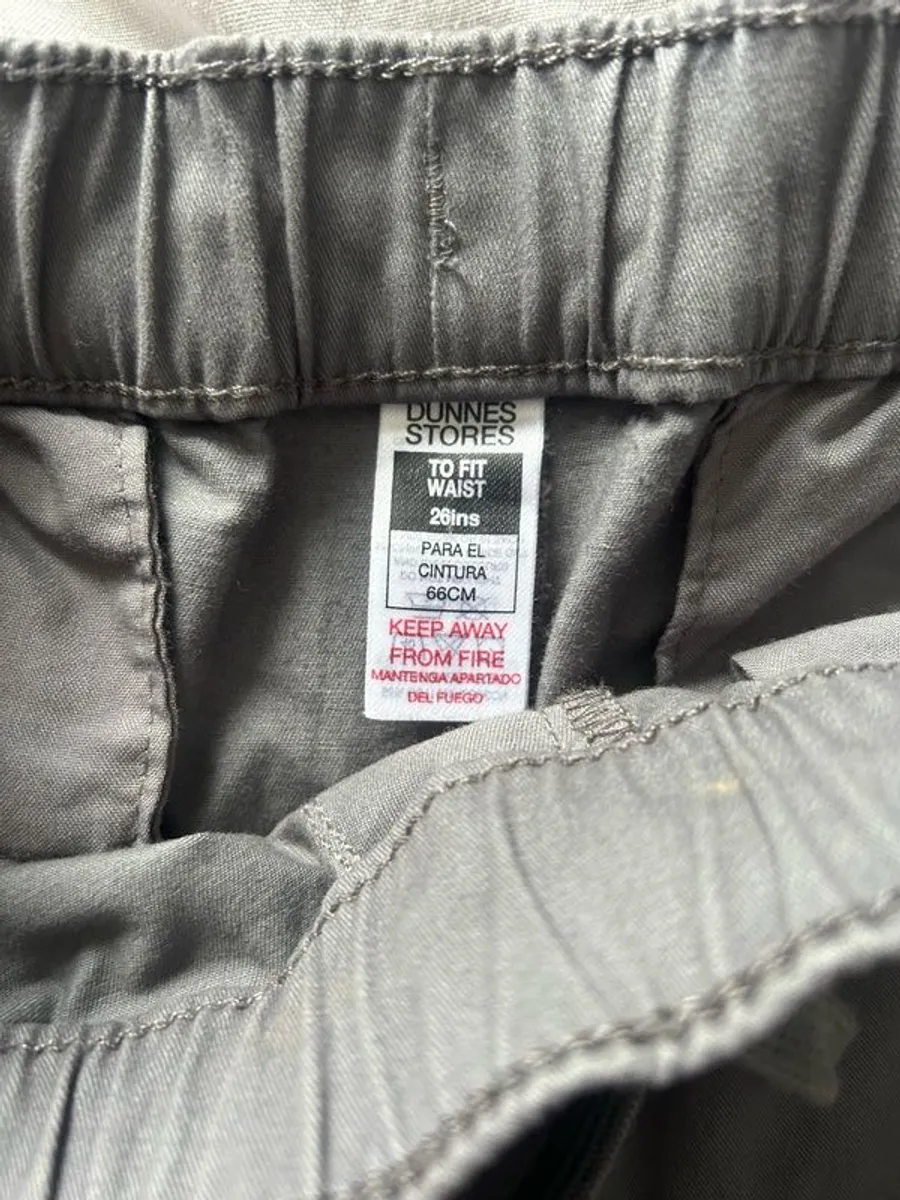 DUNNES
STORES
TO FIT
WAIST
26ins
PARA EL
CINTURA
66CM
KEEP AWAY
FROM FIRE
MANTENGA APARTADO
DEL FUEGO